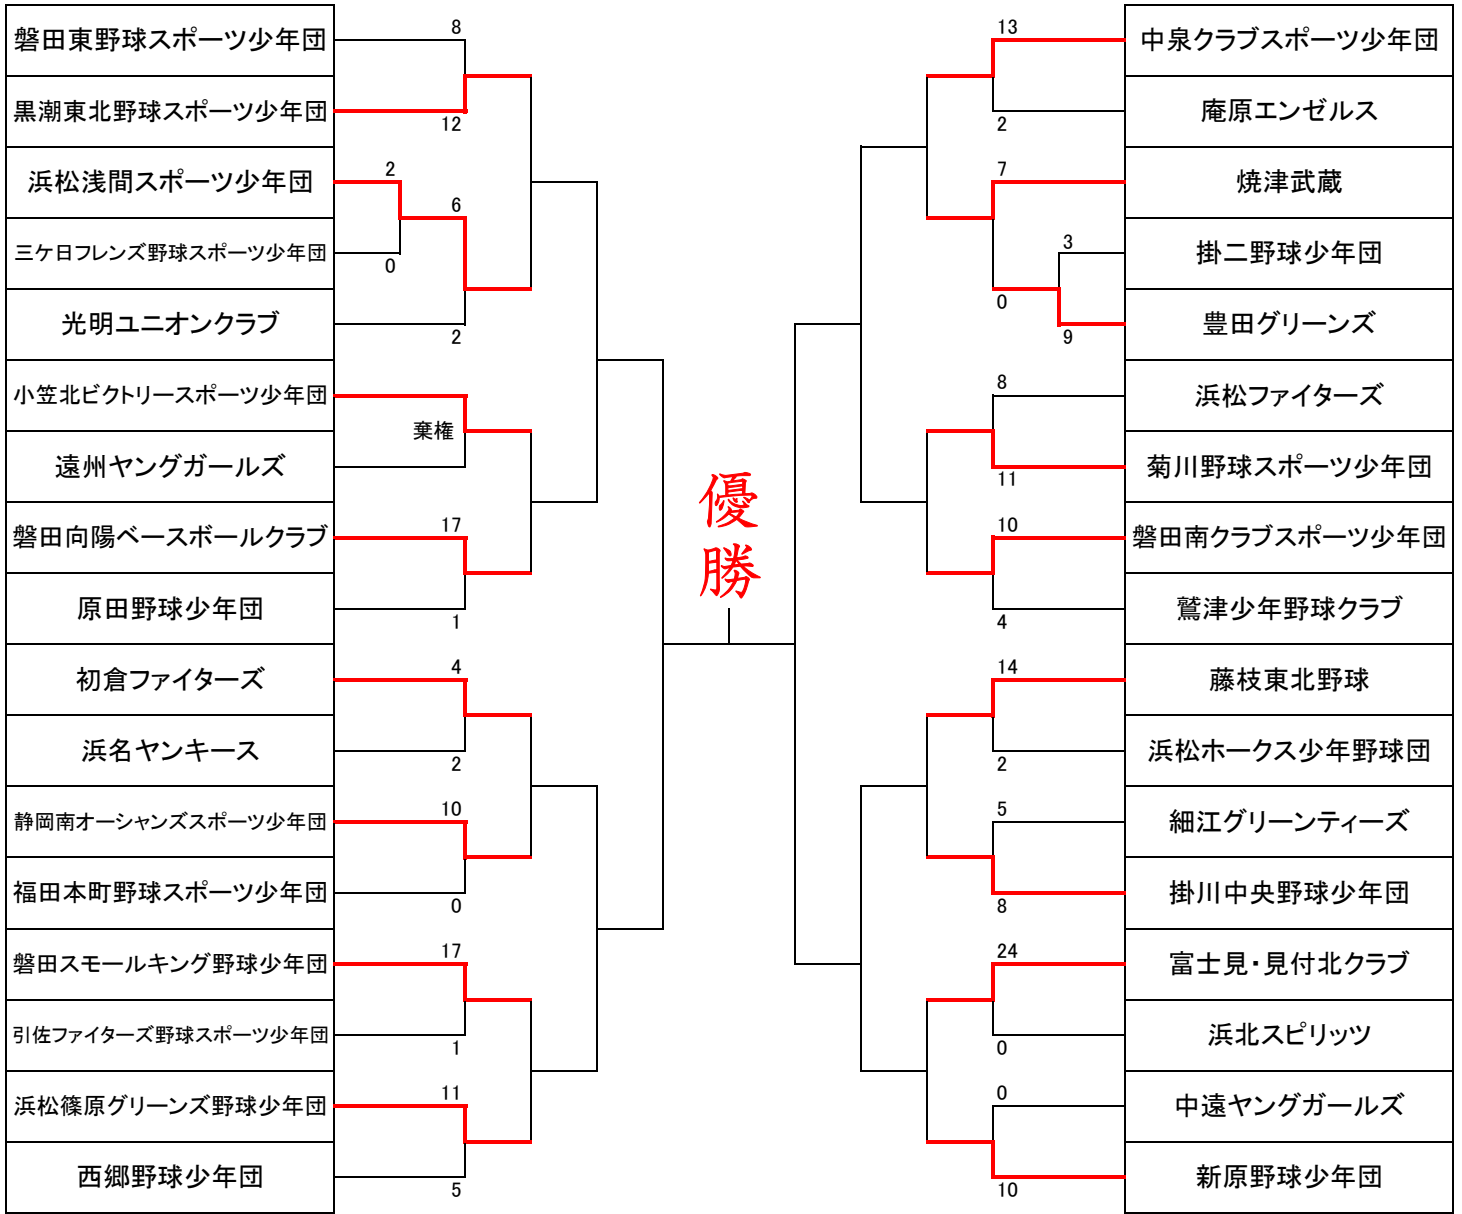 磐田東野球スポーツ少年団
8
黒潮東北野球スポーツ少年団
12
浜松浅間スポーツ少年団
2
6
三ケ日フレンズ野球スポーツ少年団
0
光明ユニオンクラブ
2
小笠北ビクトリースポーツ少年団
棄権
遠州ヤングガールズ
磐田向陽ベースボールクラブ
17
原田野球少年団
1
初倉ファイターズ
4
浜名ヤンキース
2
静岡南オーシャンズスポーツ少年団
10
福田本町野球スポーツ少年団
0
磐田スモールキング野球少年団
17
引佐ファイターズ野球スポーツ少年団
1
浜松篠原グリーンズ野球少年団
11
西郷野球少年団
5
優勝
13
中泉クラブスポーツ少年団
2
庵原エンゼルス
7
焼津武蔵
3
掛二野球少年団
0
9
豊田グリーンズ
8
浜松ファイターズ
11
菊川野球スポーツ少年団
10
磐田南クラブスポーツ少年団
4
鷲津少年野球クラブ
14
藤枝東北野球
2
浜松ホークス少年野球団
5
細江グリーンティーズ
8
掛川中央野球少年団
24
富士見・見付北クラブ
0
浜北スピリッツ
0
中遠ヤングガールズ
10
新原野球少年団